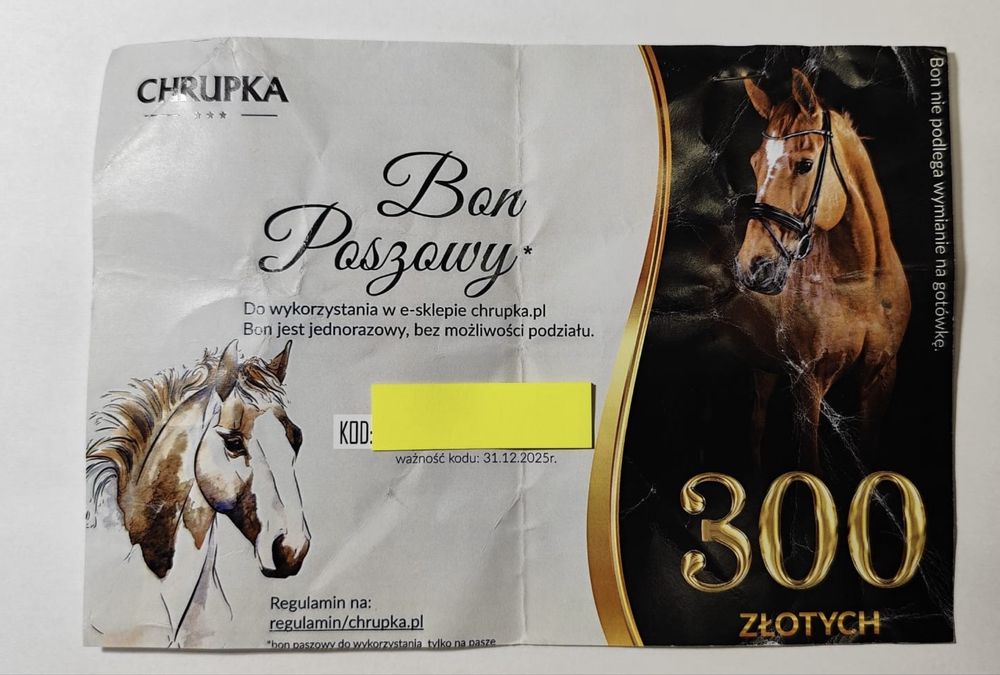 CHRUPKA
Bon
Poszowy*
Do wykorzystania w e-sklepie chrupka.pl
Bon jest jednorazowy, bez możliwości podziału.
KOD:
ważność kodu: 31.12.2025r.
Regulamin na:
regulamin/chrupka.pl
*bon paszowy do wykorzystania tylko na pasze
Bon nie podlega wymianie na gotówkę.
300
ZŁOTYCH